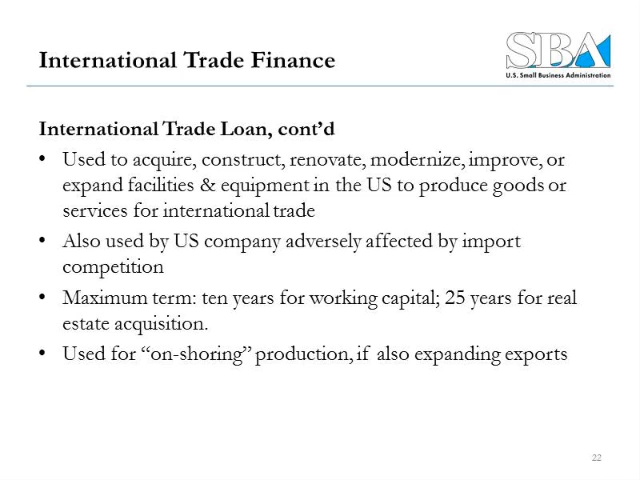 International Trade Finance
SBA
U.S. Small Business Administration
International Trade Loan, cont’d
• Used to acquire, construct, renovate, modernize, improve, or
expand facilities & equipment in the US to produce goods or
services for international trade
• Also used by US company adversely affected by import
competition
• Maximum term: ten years for working capital; 25 years for real
estate acquisition.
• Used for “on-shoring” production, if also expanding exports
22